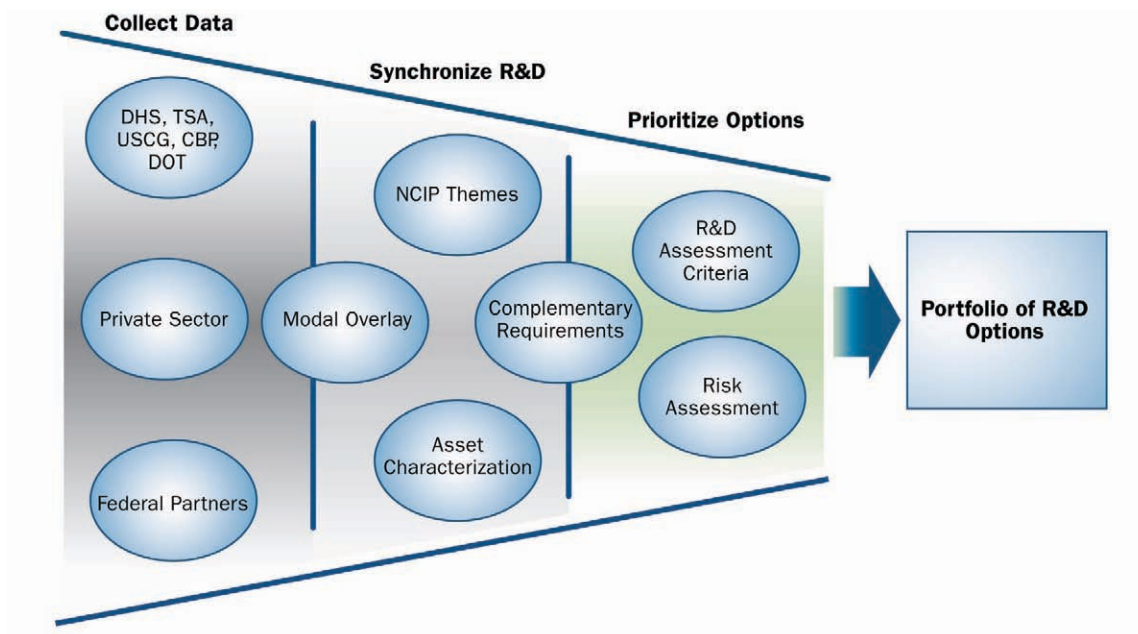 Collect Data
Synchronize R&D
Prioritize Options
DHS, TSA,
USCG, CBP,
DOT
Private Sector
Federal Partners
Modal Overlay
NCIP Themes
Asset
Characterization
Complementary
Requirements
R&D
Assessment
Criteria
Risk
Assessment
Portfolio of R&D
Options